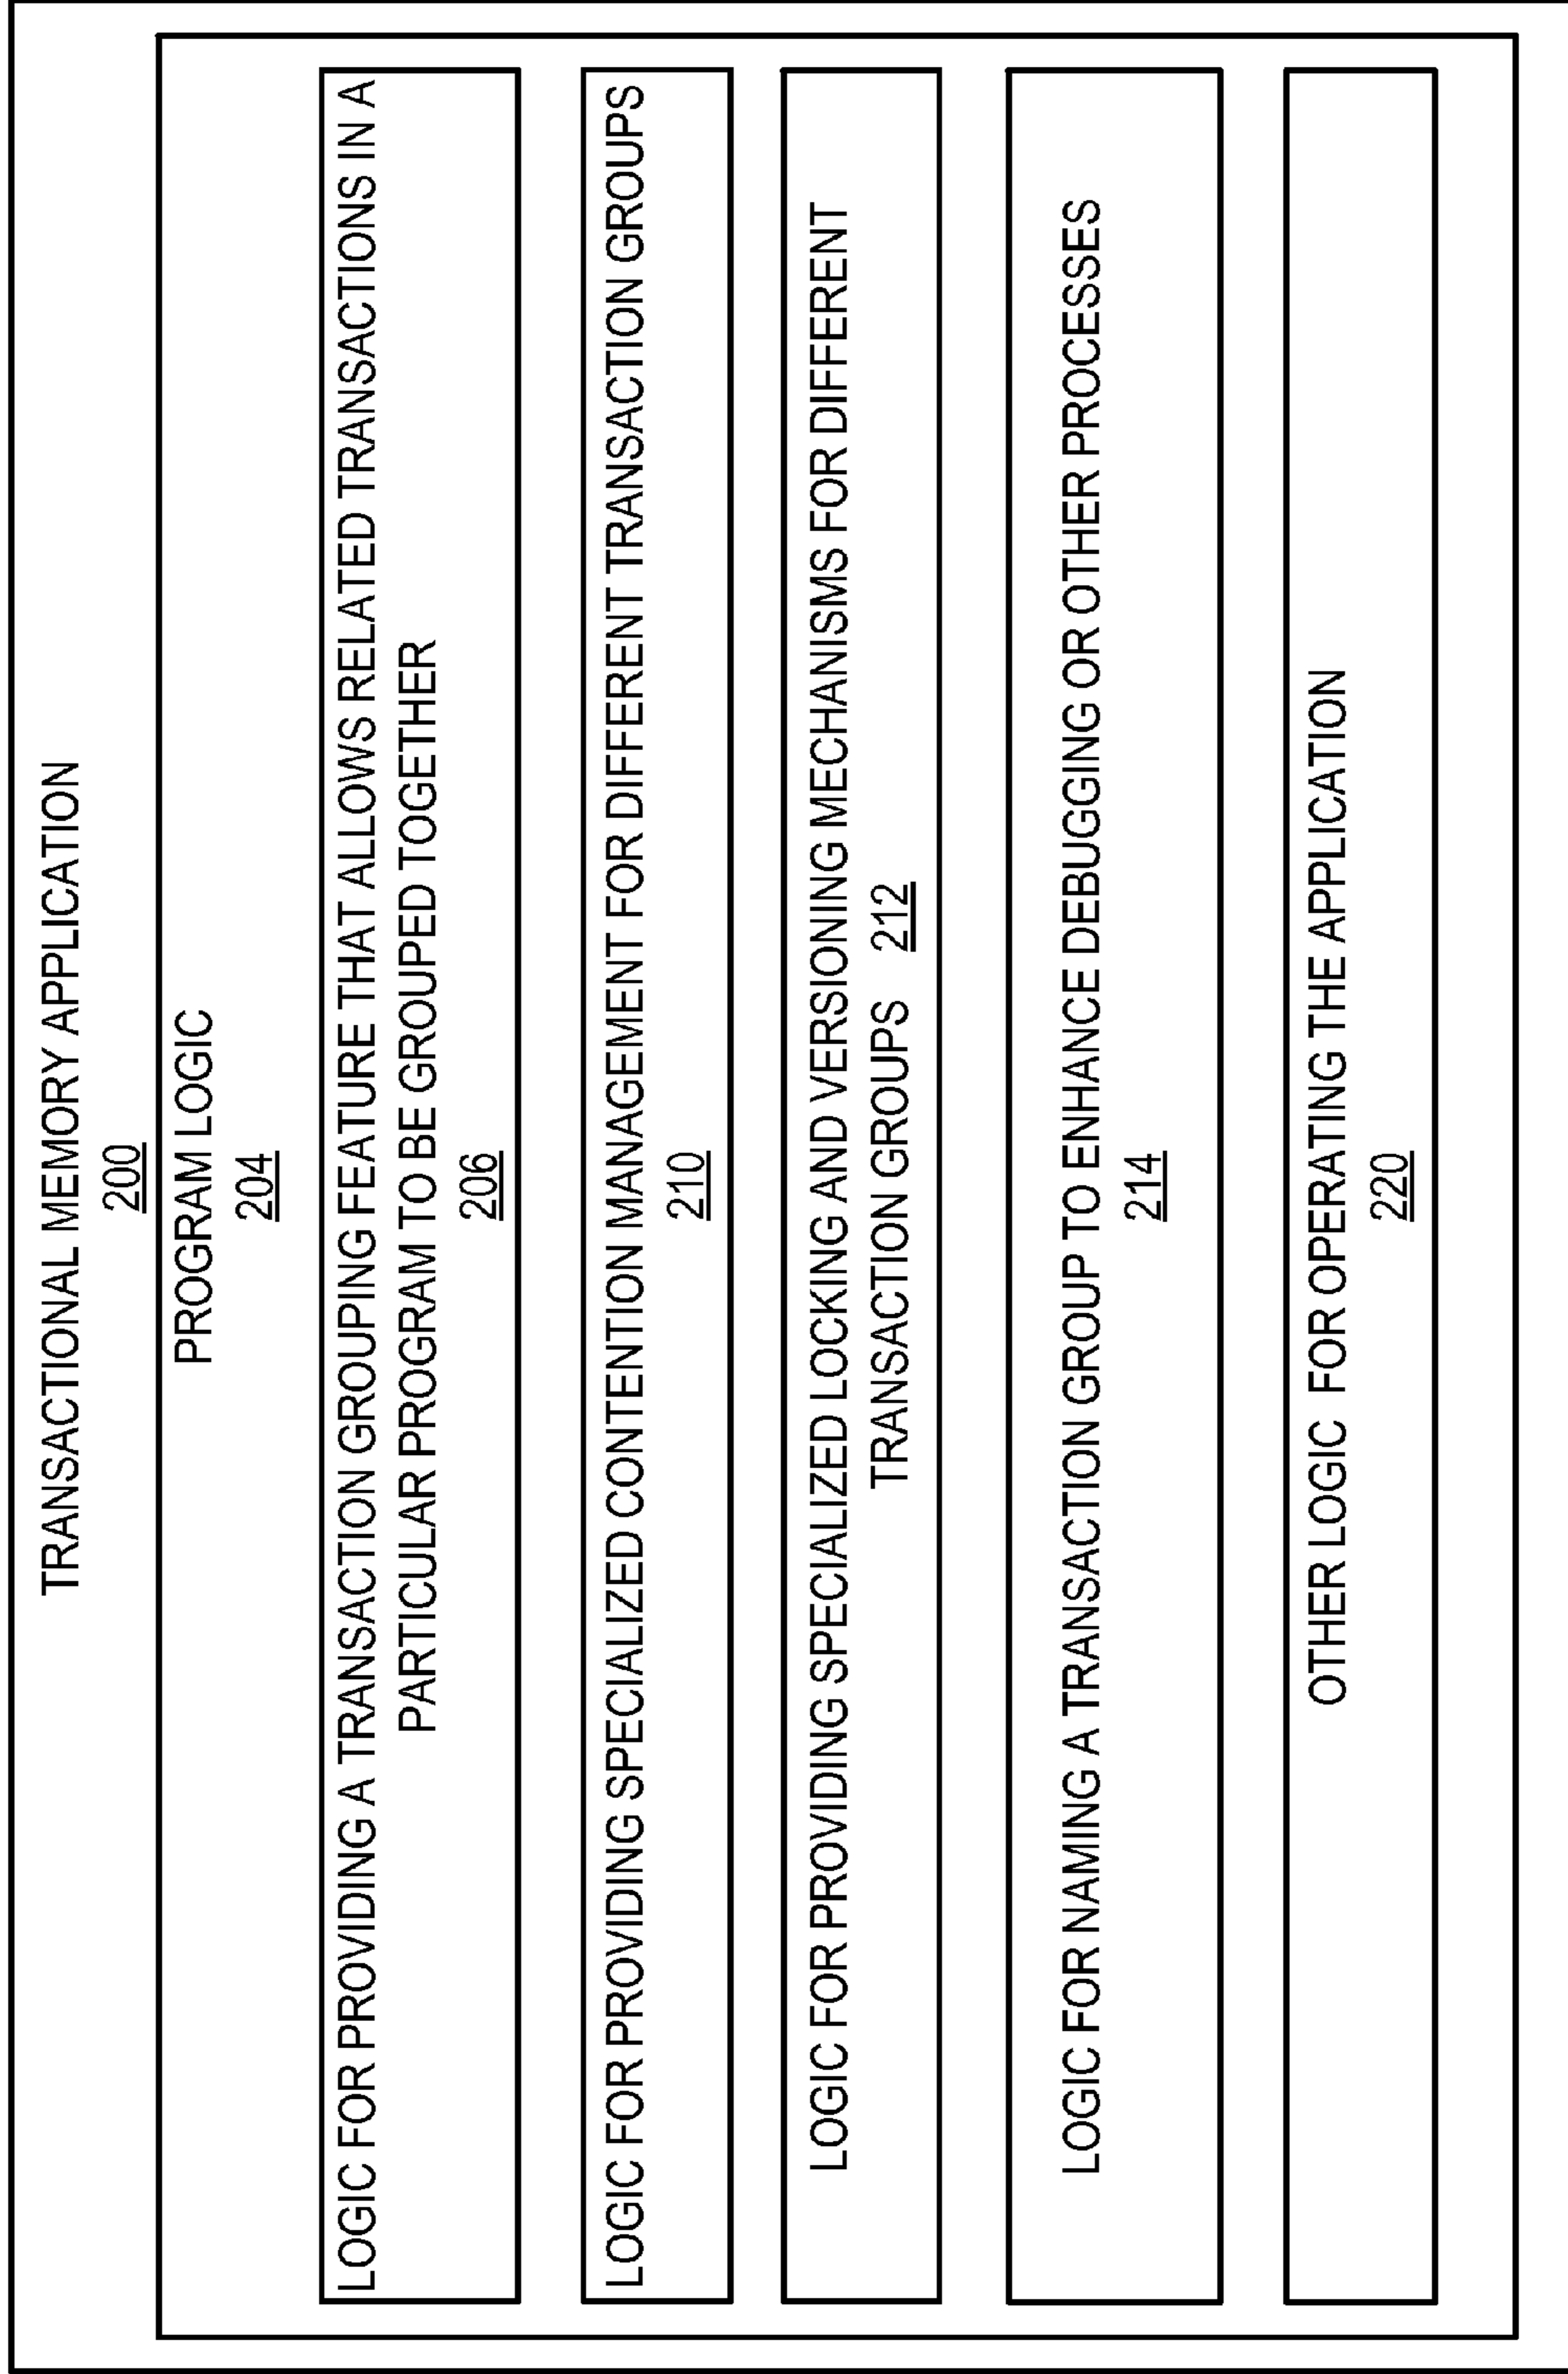 TRANSACTIONAL MEMORY APPLICATION
200
PROGRAM LOGIC
204
LOGIC FOR PROVIDING A TRANSACTION GROUPING FEATURE THAT ALLOWS RELATED TRANSACTIONS IN A
PARTICULAR PROGRAM TO BE GROUPED TOGETHER
206
LOGIC FOR PROVIDING SPECIALIZED CONTENTION MANAGEMENT FOR DIFFERENT TRANSACTION GROUPS
210
LOGIC FOR PROVIDING SPECIALIZED LOCKING AND VERSIONING MECHANISMS FOR DIFFERENT
TRANSACTION GROUPS 212
LOGIC FOR NAMING A TRANSACTION GROUP TO ENHANCE DEBUGGING OR OTHER PROCESSES
214
OTHER LOGIC FOR OPERATING THE APPLICATION
220